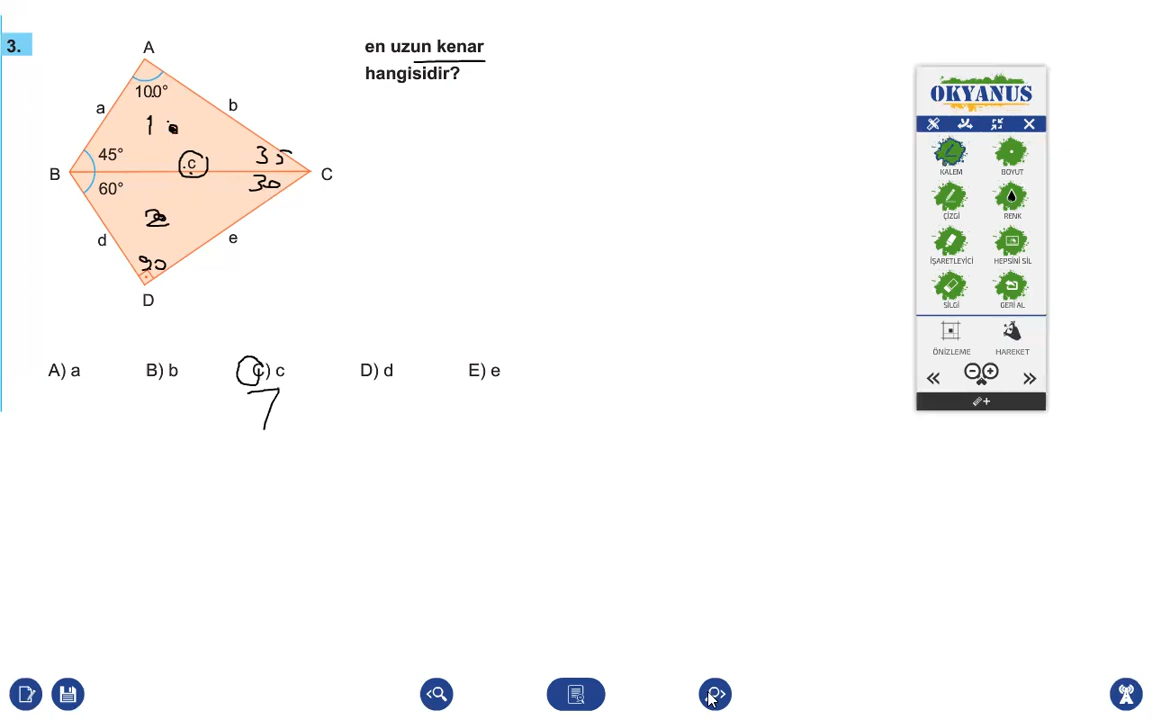 3.
en uzun kenar
hangisidir?
A
100°
a
b
1
45°
35
B
c
C
30
60°
d
e
90
D
A) a
B) b
C) c
D) d
E) e
OKYANUS
KALEM
BOYUT
ÇİZGİ
RENK
İŞARETLEYİCİ
HEPSİNİ SİL
SİLGİ
GERİ AL
ÖNİZLEME
HAREKET